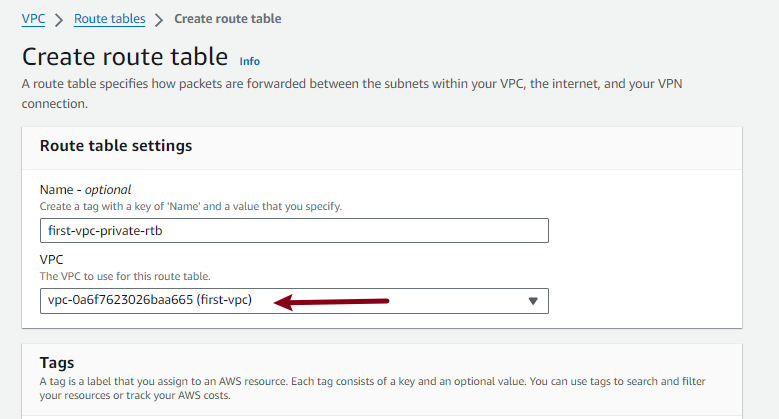 VPC > Route tables > Create route table
Create route table Info
A route table specifies how packets are forwarded between the subnets within your VPC, the internet, and your VPN
connection.
Route table settings
Name - optional
Create a tag with a key of 'Name' and a value that you specify.
first-vpc-private-rtb
VPC
The VPC to use for this route table.
vpc-0a6f7623026baa665 (first-vpc)
Tags
A tag is a label that you assign to an AWS resource. Each tag consists of a key and an optional value. You can use tags to search and filter
your resources or track your AWS costs.